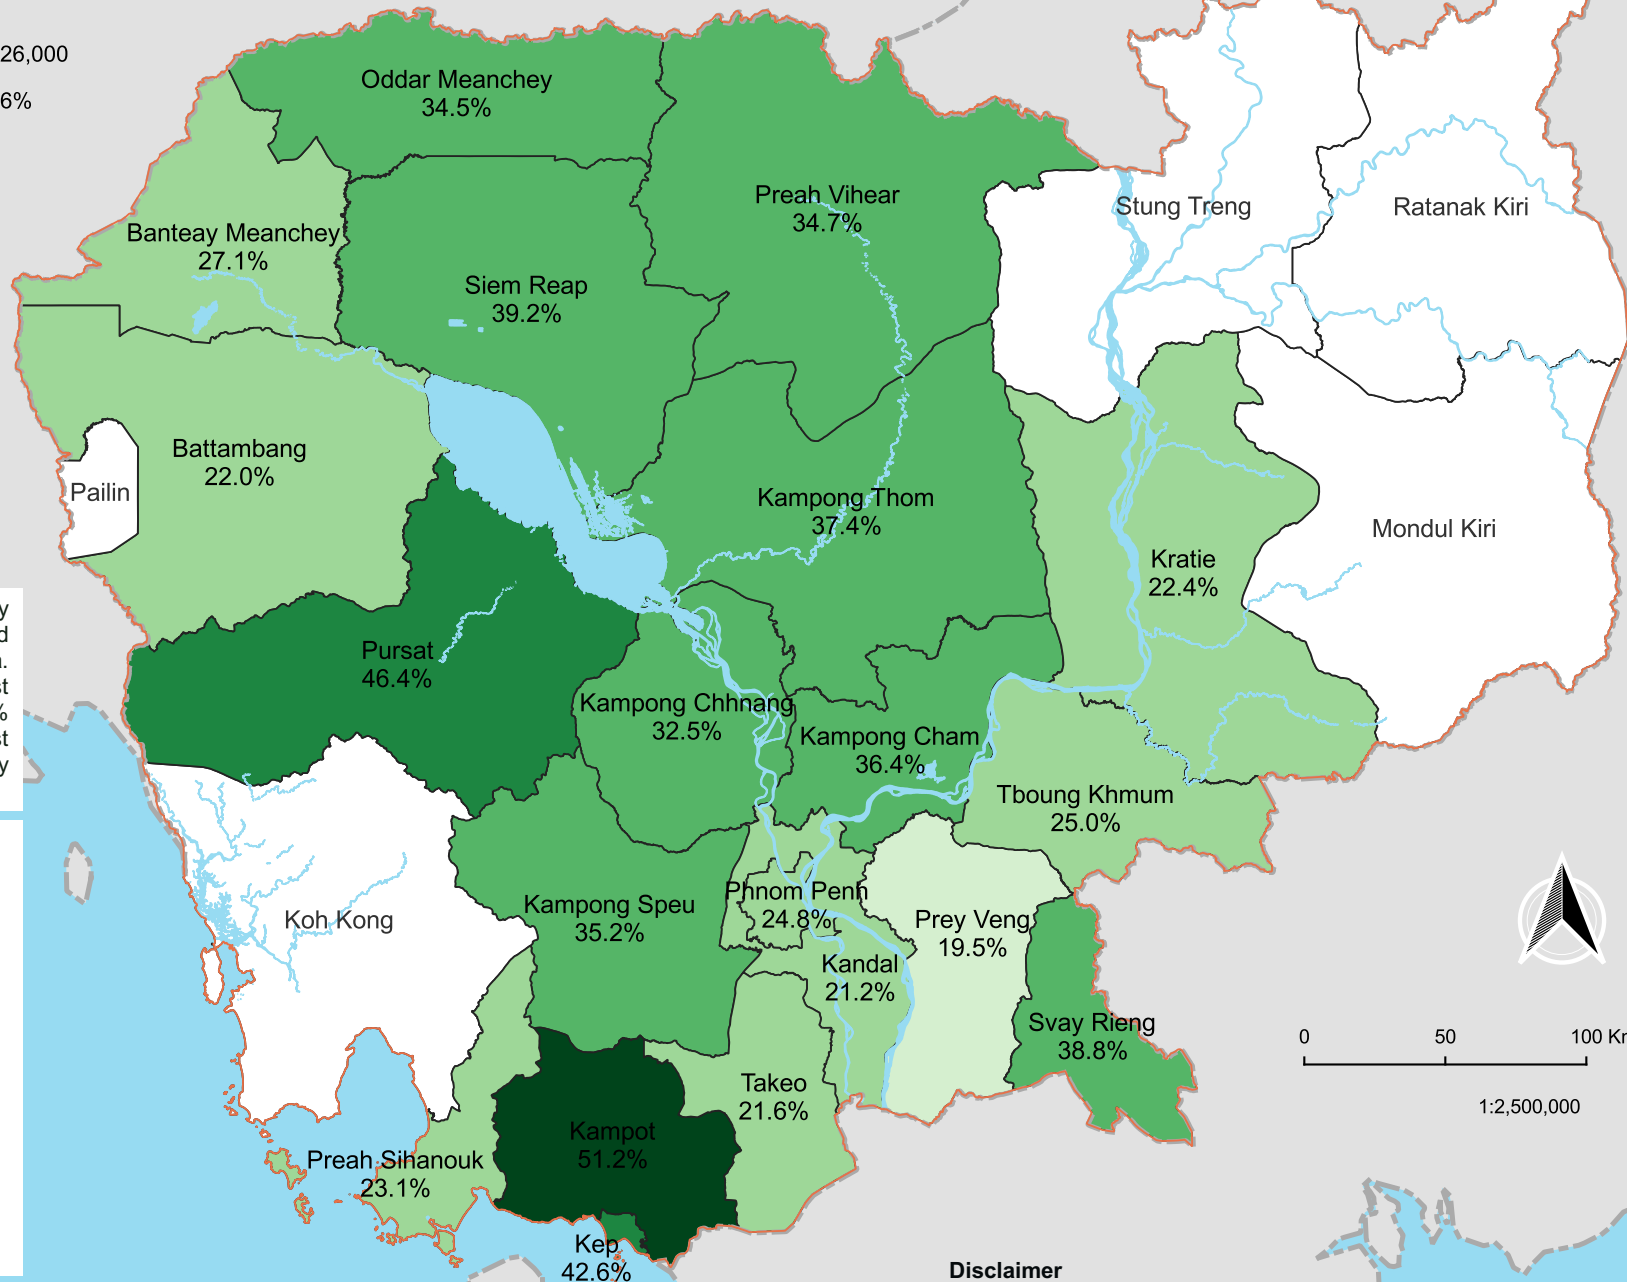 26,000
6%
Oddar Meanchey
34.5%
Preah Vihear
34.7%
Stung Treng
Ratanak Kiri
Banteay Meanchey
27.1%
Siem Reap
39.2%
Battambang
22.0%
Pailin
Kampong Thom
37.4%
Mondul Kiri
Kratie
22.4%
y
d
.
st
%
st
y
Pursat
46.4%
Kampong Chhnang
32.5%
Kampong Cham
36.4%
Tboung Khmum
25.0%
Koh Kong
Kampong Speu
35.2%
Phnom Penh
24.8%
Prey Veng
19.5%
Kandal
21.2%
Svay Rieng
38.8%
0 50 100 Km
1:2,500,000
Takeo
21.6%
Kampot
51.2%
Preah Sihanouk
23.1%
Kep
42.6%
Disclaimer